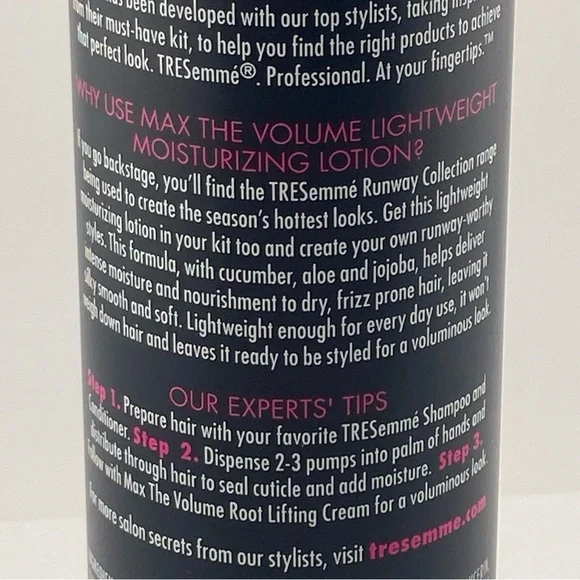 has been developed with our top stylists, taking
from their must-have kit, to help you find the right products to achieve
that perfect look. TRESemmé®. Professional. At your fingertips.™
WHY USE MAX THE VOLUME LIGHTWEIGHT
MOISTURIZING LOTION?
If you go backstage, you'll find the TRESemmé Runway Collection range
being used to create the season's hottest looks. Get this lightweight
moisturizing lotion in your kit too and create your own runway-worthy
styles. This formula, with cucumber, aloe and jojoba, helps deliver
intense moisture and nourishment to dry, frizz prone hair, leaving it
silky smooth and soft. Lightweight enough for every day use, it won't
weigh down hair and leaves it ready to be styled for a voluminous look.
OUR EXPERTS' TIPS
Step 1. Prepare hair with your favorite TRESemmé Shampoo and
Conditioner. Step 2. Dispense 2-3 pumps into palm of hands and
distribute through hair to seal cuticle and add moisture. Step 3.
Follow with Max The Volume Root Lifting Cream for a voluminous look.
For more salon secrets from our stylists, visit tresemme.com